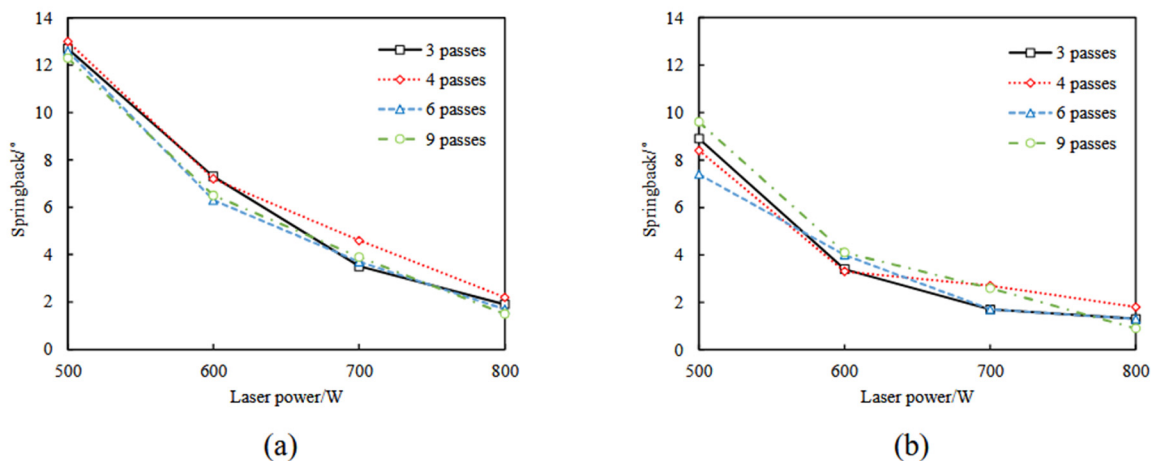 14
12
10
8
6
4
2
0
Springback/°
500 600 700 800
Laser power/W
3 passes
4 passes
6 passes
9 passes
(a)
14
12
10
8
6
4
2
0
Springback/°
500 600 700 800
Laser power/W
3 passes
4 passes
6 passes
9 passes
(b)